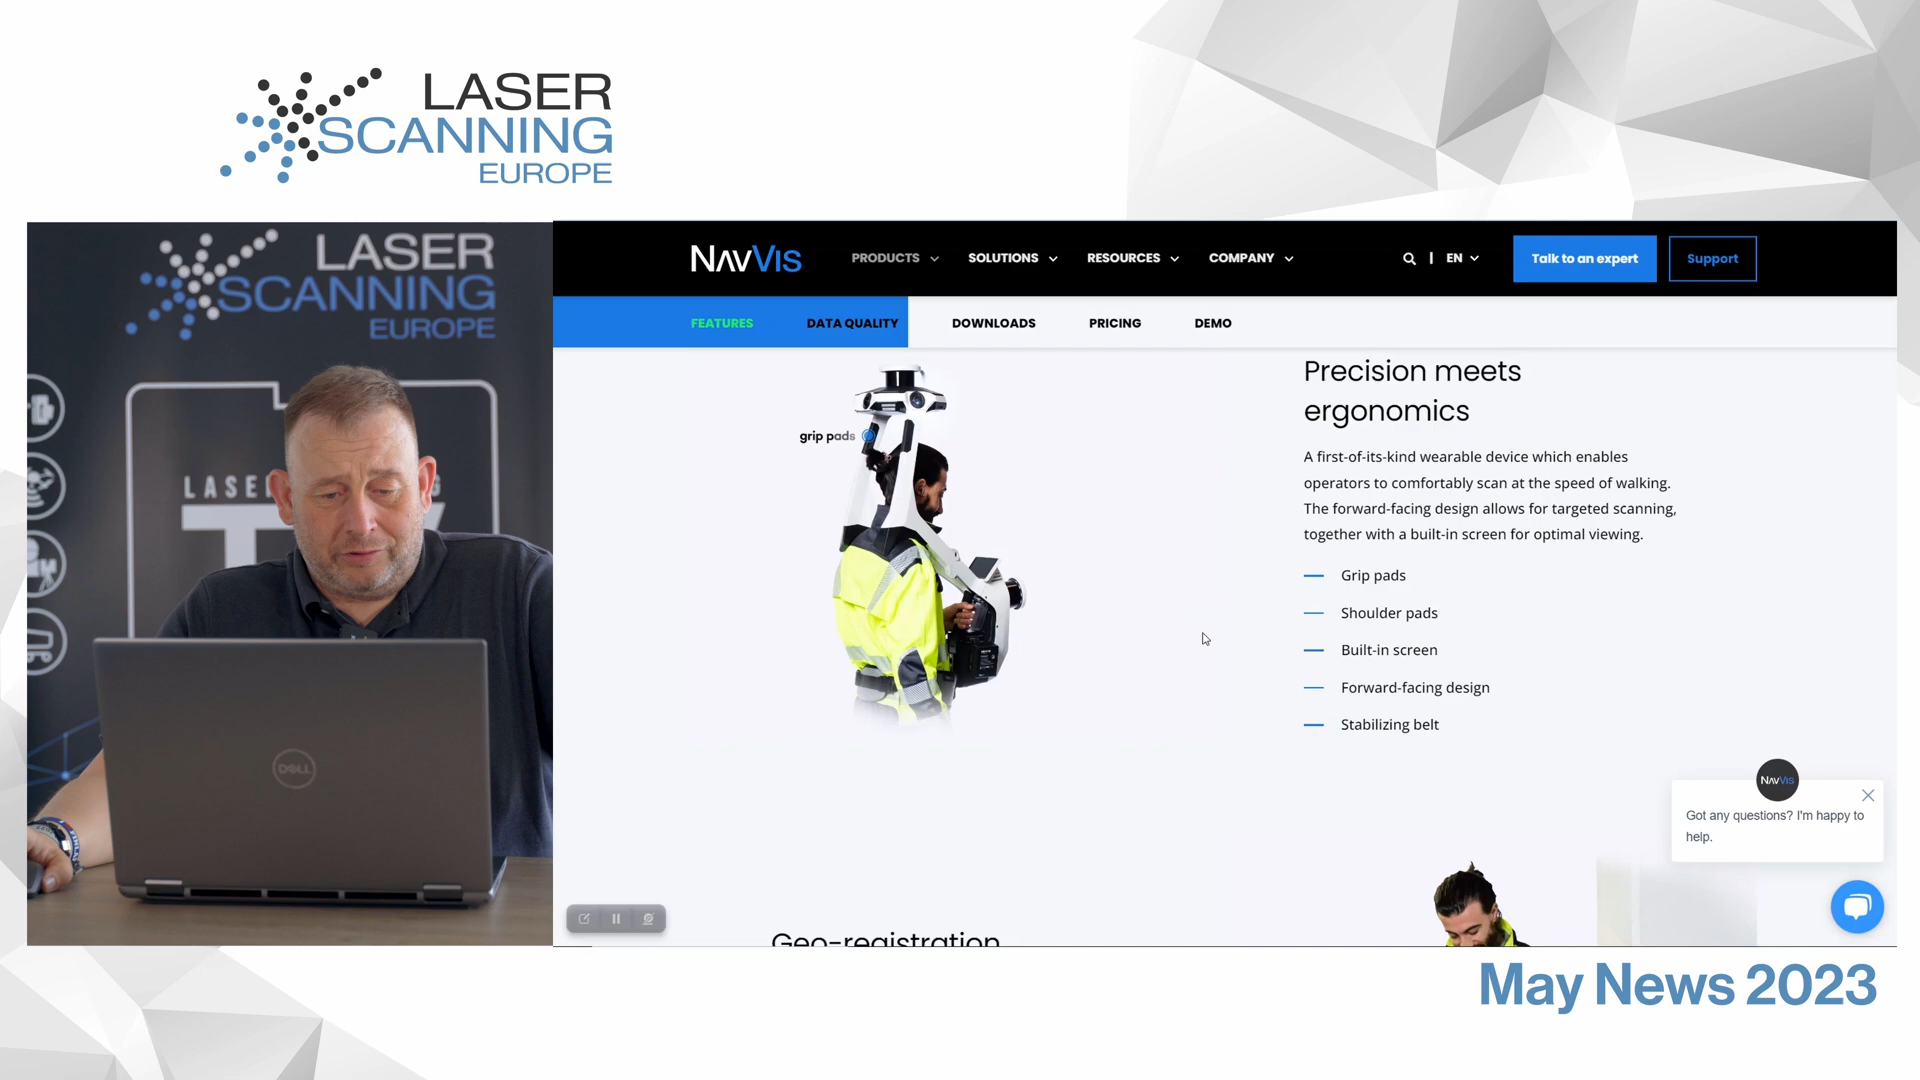 LASER
SCANNING
EUROPE
LASER
SCANNING
EUROPE
LASE
DELL
NavVis
PRODUCTS
SOLUTIONS
RESOURCES
COMPANY
EN
Talk to an expert
Support
FEATURES
DATA QUALITY
DOWNLOADS
PRICING
DEMO
grip pads
Precision meets
ergonomics
A first-of-its-kind wearable device which enables
operators to comfortably scan at the speed of walking.
The forward-facing design allows for targeted scanning,
together with a built-in screen for optimal viewing.
Grip pads
Shoulder pads
Built-in screen
Forward-facing design
Stabilizing belt
NavVis
Got any questions? I'm happy to
help.
Geo-registration
May News 2023